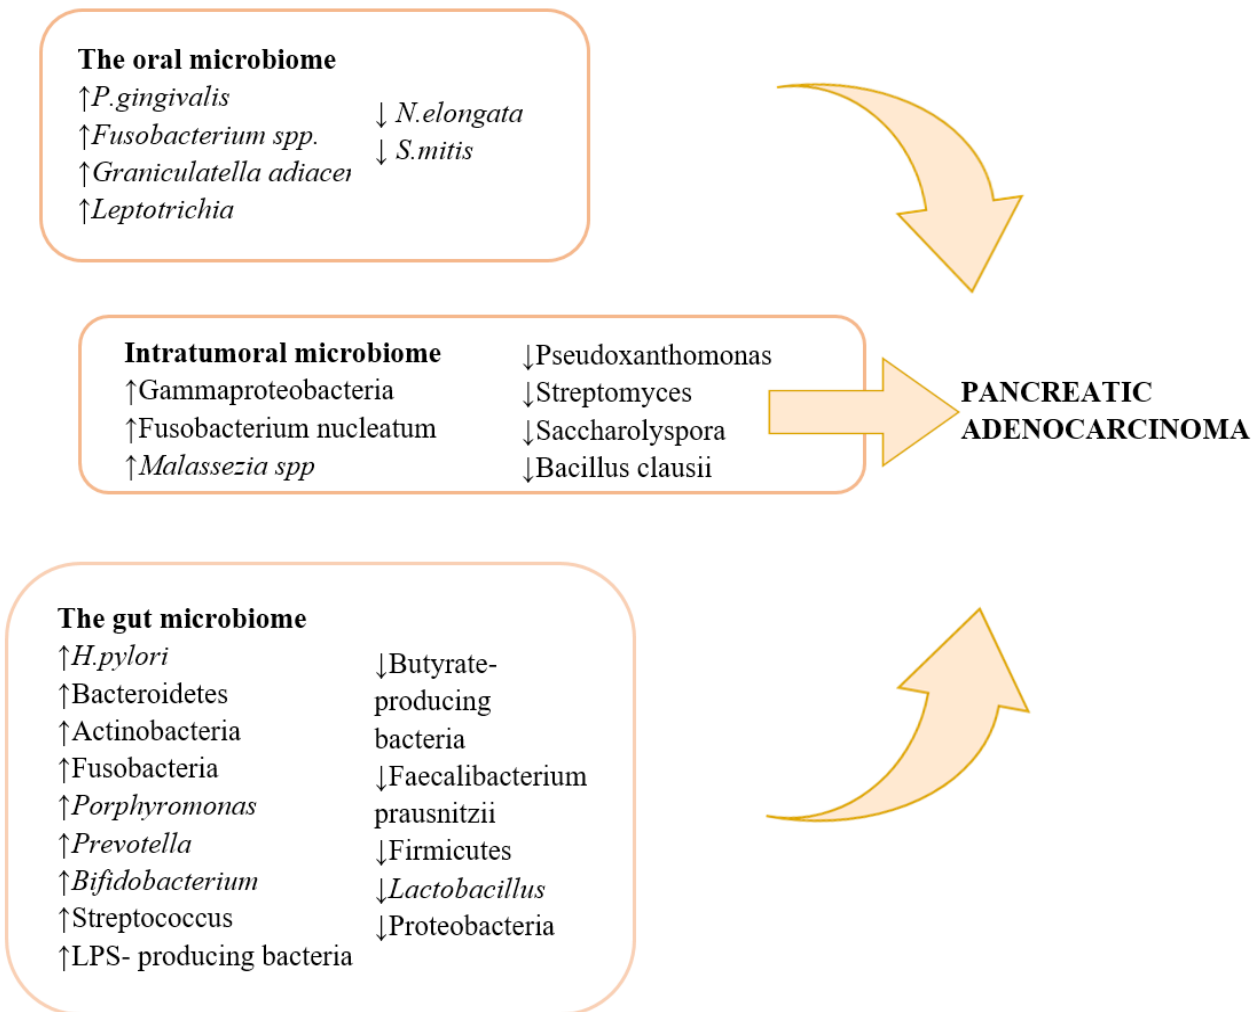 The oral microbiome
↑P.gingivalis
↑Fusobacterium spp.
↑Graniculatella adiacer
↑Leptotrichia
↓ N.elongata
↓ S.mitis
Intratumoral microbiome
↑Gammaproteobacteria
↑Fusobacterium nucleatum
↑Malassezia spp
↓Pseudoxanthomonas
↓Streptomyces
↓Saccharolyspora
↓Bacillus clausii
PANCREATIC
ADENOCARCINOMA
The gut microbiome
↑H.pylori
↑Bacteroidetes
↑Actinobacteria
↑Fusobacteria
↑Porphyromonas
↑Prevotella
↑Bifidobacterium
↑Streptococcus
↑LPS- producing bacteria
↓Butyrate-
producing
bacteria
↓Faecalibacterium
prausnitzii
↓Firmicutes
↓Lactobacillus
↓Proteobacteria